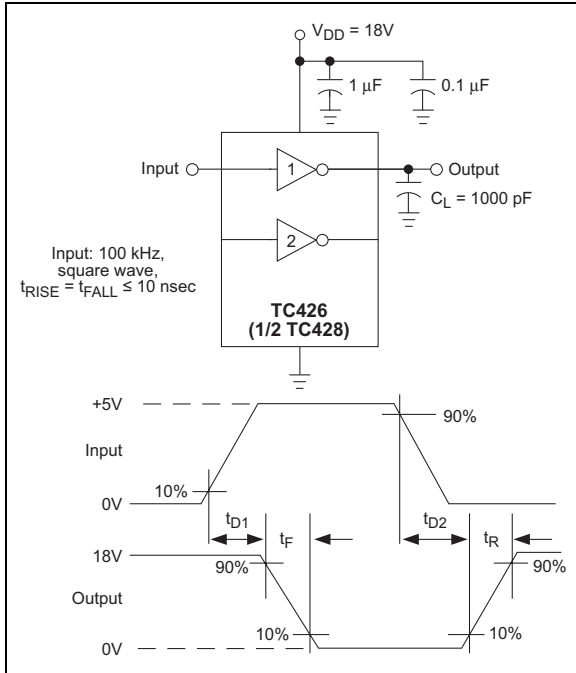 V_DD = 18V
1 μF
0.1 μF
Input
1
Output
C_L = 1000 pF
2
Input: 100 kHz,
square wave,
t_RISE = t_FALL ≤ 10 nsec
TC426
(1/2 TC428)
+5V
90%
Input
10%
0V
t_D1
t_F
t_D2
t_R
18V
90%
90%
Output
10%
10%
0V